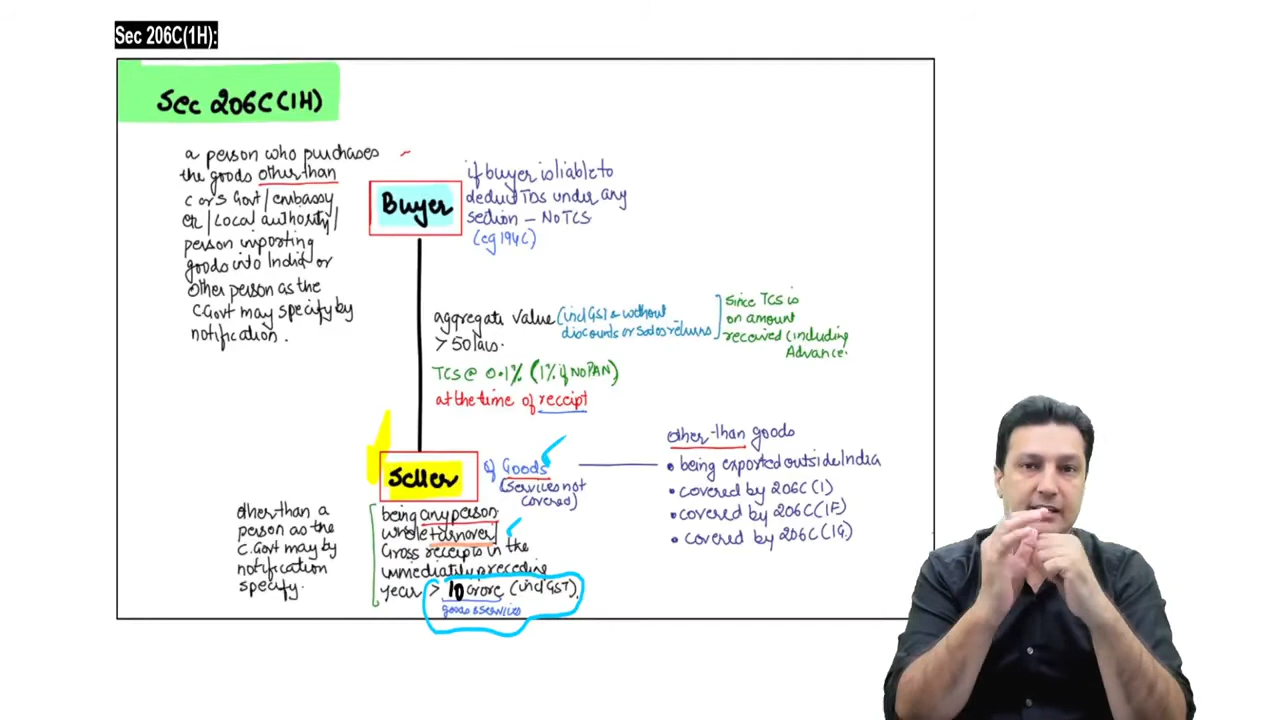 Sec 206C(1H):
Sec 206C(1H)
a person who purchases
the goods other than
C or S Govt/embassy
etc/Local authority/
person importing
goods into India or
other person as the
C Govt may specify by
notification.
Buyer
if buyer is liable to
deduct TDS under any
section - No TCS
(eg 194C)
aggregate value (incl GST & without
discounts or sales returns
> 50 lacs.
since TCS is
on amount
received (including
Advance.
TCS @ 0.1% (1% if NO PAN)
at the time of receipt
Seller
of Goods
(Services not
covered)
other than goods
• being exported outside India
• covered by 206C(1)
• covered by 206C(1F)
• covered by 206C(1G)
other than a
person as the
C.Govt may by
notification
specify.
being any person
whole turnover/
Gross receipts in the
immediately preceding
year > 10 crore (incl GST).
goods & services